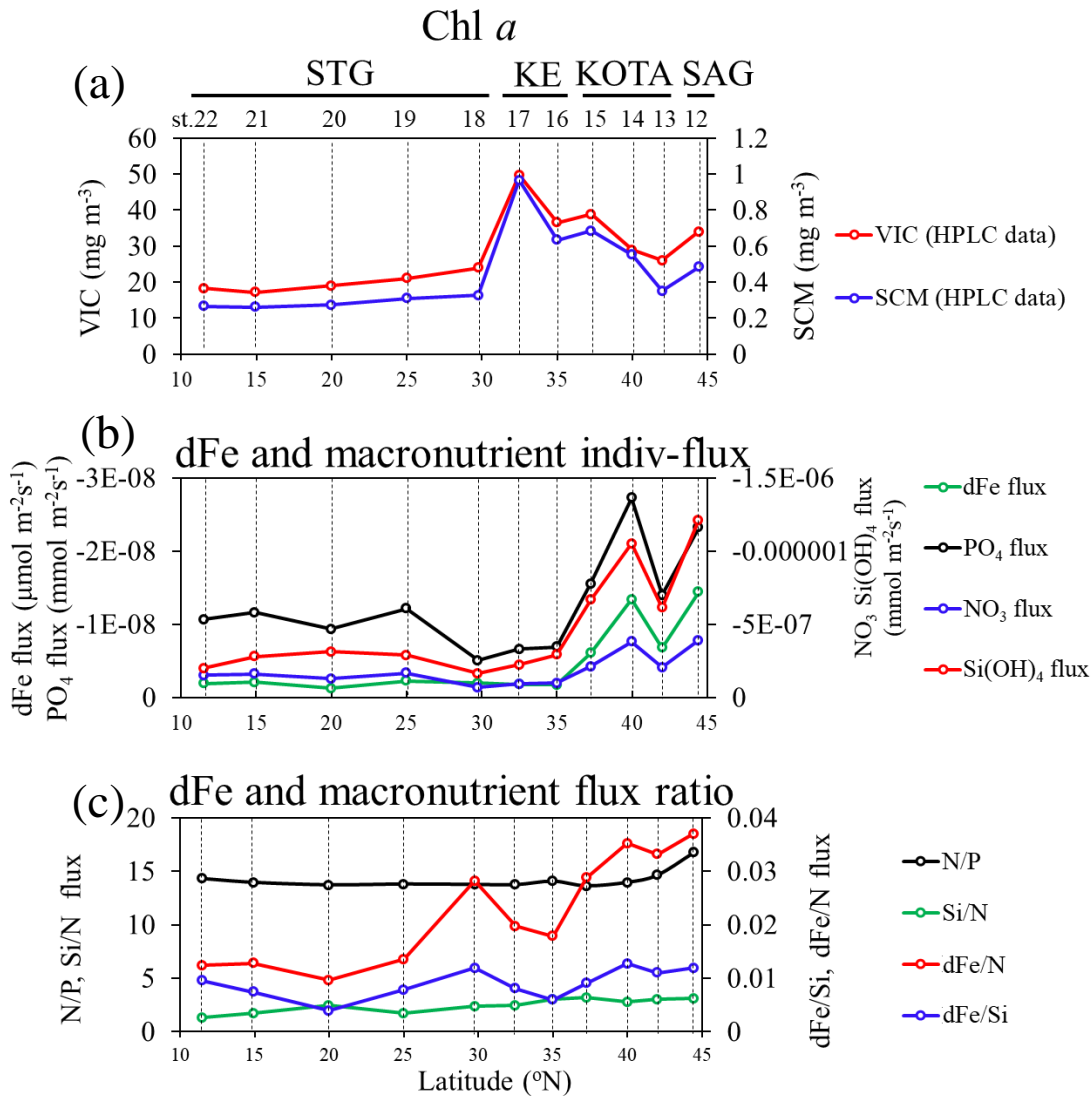 Chl a
(a)
STG KE KOTA SAG
st.22 21 20 19 18 17 16 15 14 13 12
VIC (mg m-3)
60
50
40
30
20
10
0
1.2
1
0.8
0.6
0.4
0.2
0
SCM (mg m-3)
10 15 20 25 30 35 40 45
VIC (HPLC data)
SCM (HPLC data)
(b)
dFe and macronutrient indiv-flux
dFe flux (µmol m-2s-1)
PO4 flux (mmol m-2s-1)
-3E-08
-2E-08
-1E-08
0
-1.5E-06
-0.000001
-5E-07
0
NO3 Si(OH)4 flux
(mmol m-2s-1)
10 15 20 25 30 35 40 45
dFe flux
PO4 flux
NO3 flux
Si(OH)4 flux
(c)
dFe and macronutrient flux ratio
N/P, Si/N flux
20
15
10
5
0
0.04
0.03
0.02
0.01
0
dFe/Si, dFe/N flux
10 15 20 25 30 35 40 45
Latitude (oN)
N/P
Si/N
dFe/N
dFe/Si